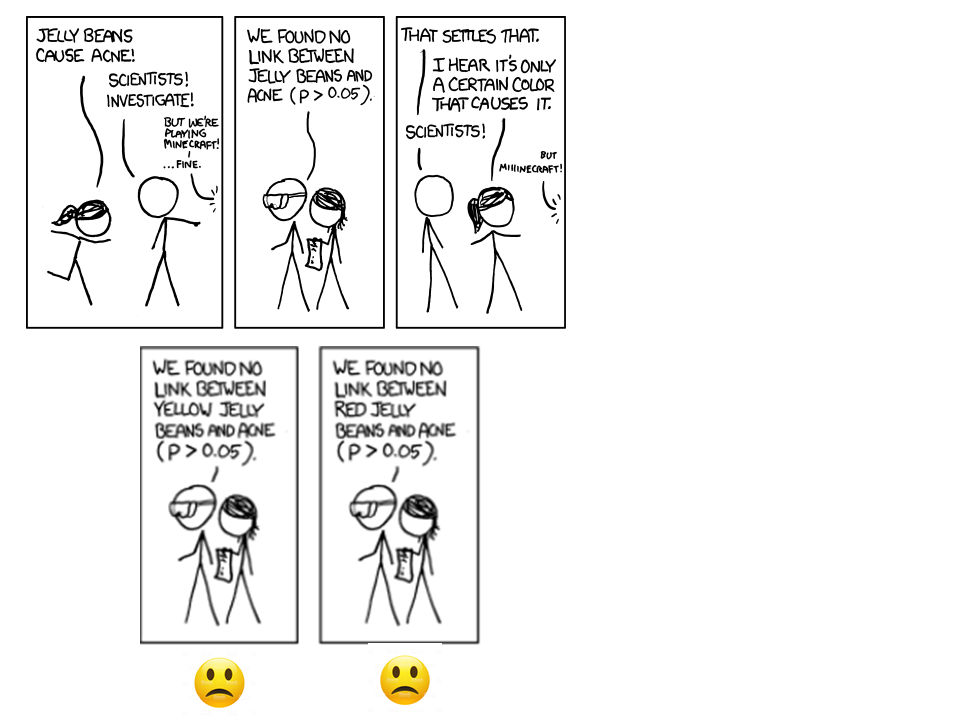 JELLY BEANS
CAUSE ACNE!
SCIENTISTS!
INVESTIGATE!
BUT WE'RE
PLAYING
MINECRAFT!
...FINE.
WE FOUND NO
LINK BETWEEN
JELLY BEANS AND
ACNE (P > 0.05).
THAT SETTLES THAT.
I HEAR IT'S ONLY
A CERTAIN COLOR
THAT CAUSES IT.
SCIENTISTS!
BUT
MIIIINECRAFT!
WE FOUND NO
LINK BETWEEN
YELLOW JELLY
BEANS AND ACNE
(P > 0.05).
WE FOUND NO
LINK BETWEEN
RED JELLY
BEANS AND ACNE
(P > 0.05).